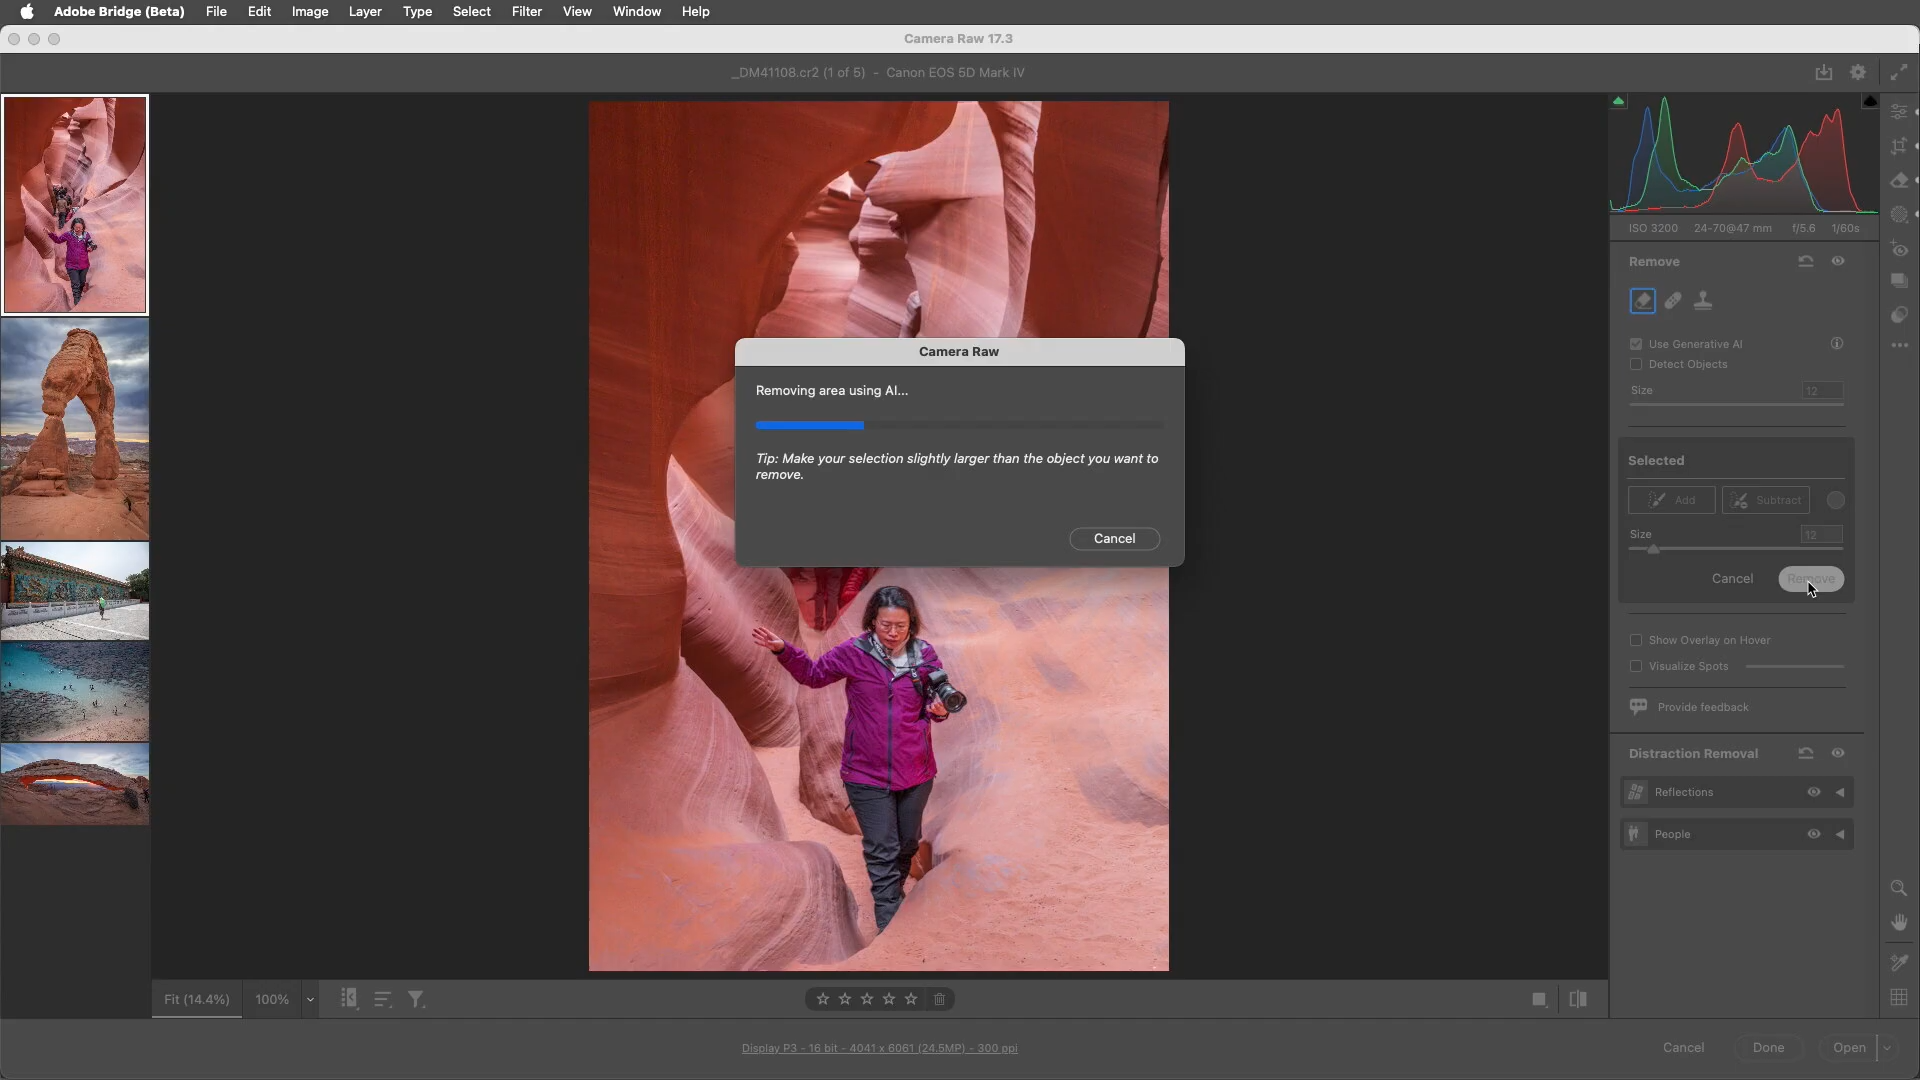 Adobe Bridge (Beta) File Edit Image Layer Type Select Filter View Window Help
Camera Raw 17.3
_DM41108.cr2 (1 of 5) - Canon EOS 5D Mark IV
ISO 3200 24-70@47 mm f/5.6 1/60s
Remove
Use Generative AI
Detect Objects
Size 12
Selected
Add Subtract
Size 12
Cancel Remove
Show Overlay on Hover
Visualize Spots
Provide feedback
Distraction Removal
Reflections
People
Camera Raw
Removing area using AI...
Tip: Make your selection slightly larger than the object you want to
remove.
Cancel
Fit (14.4%) 100%
Display P3 - 16 bit - 4041 x 6061 (24.5MP) - 300 ppi
Cancel Done Open